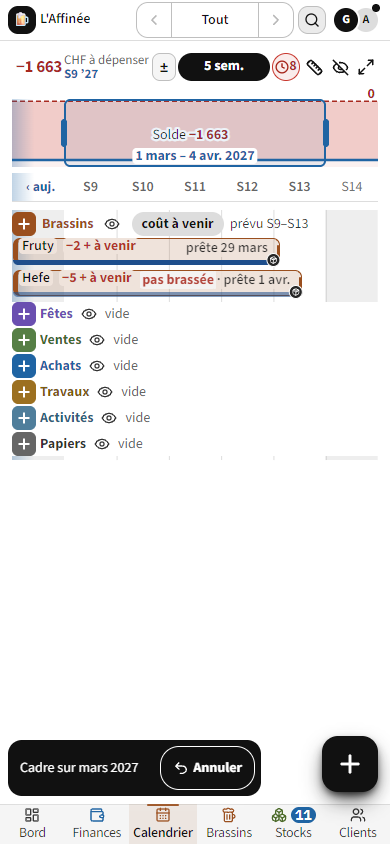 L'Affinée
Tout
G
A
−1 663 CHF à dépenser
S9 ’27
±
5 sem.
8
0
Solde −1 663
1 mars – 4 avr. 2027
‹ auj. S9 S10 S11 S12 S13 S14
Brassins coût à venir prévu S9–S13
Fruty −2 + à venir prête 29 mars
Hefe −5 + à venir pas brassée · prête 1 avr.
Fêtes vide
Ventes vide
Achats vide
Travaux vide
Activités vide
Papiers vide
Cadre sur mars 2027 Annuler
Bord Finances Calendrier Brassins Stocks 11 Clients